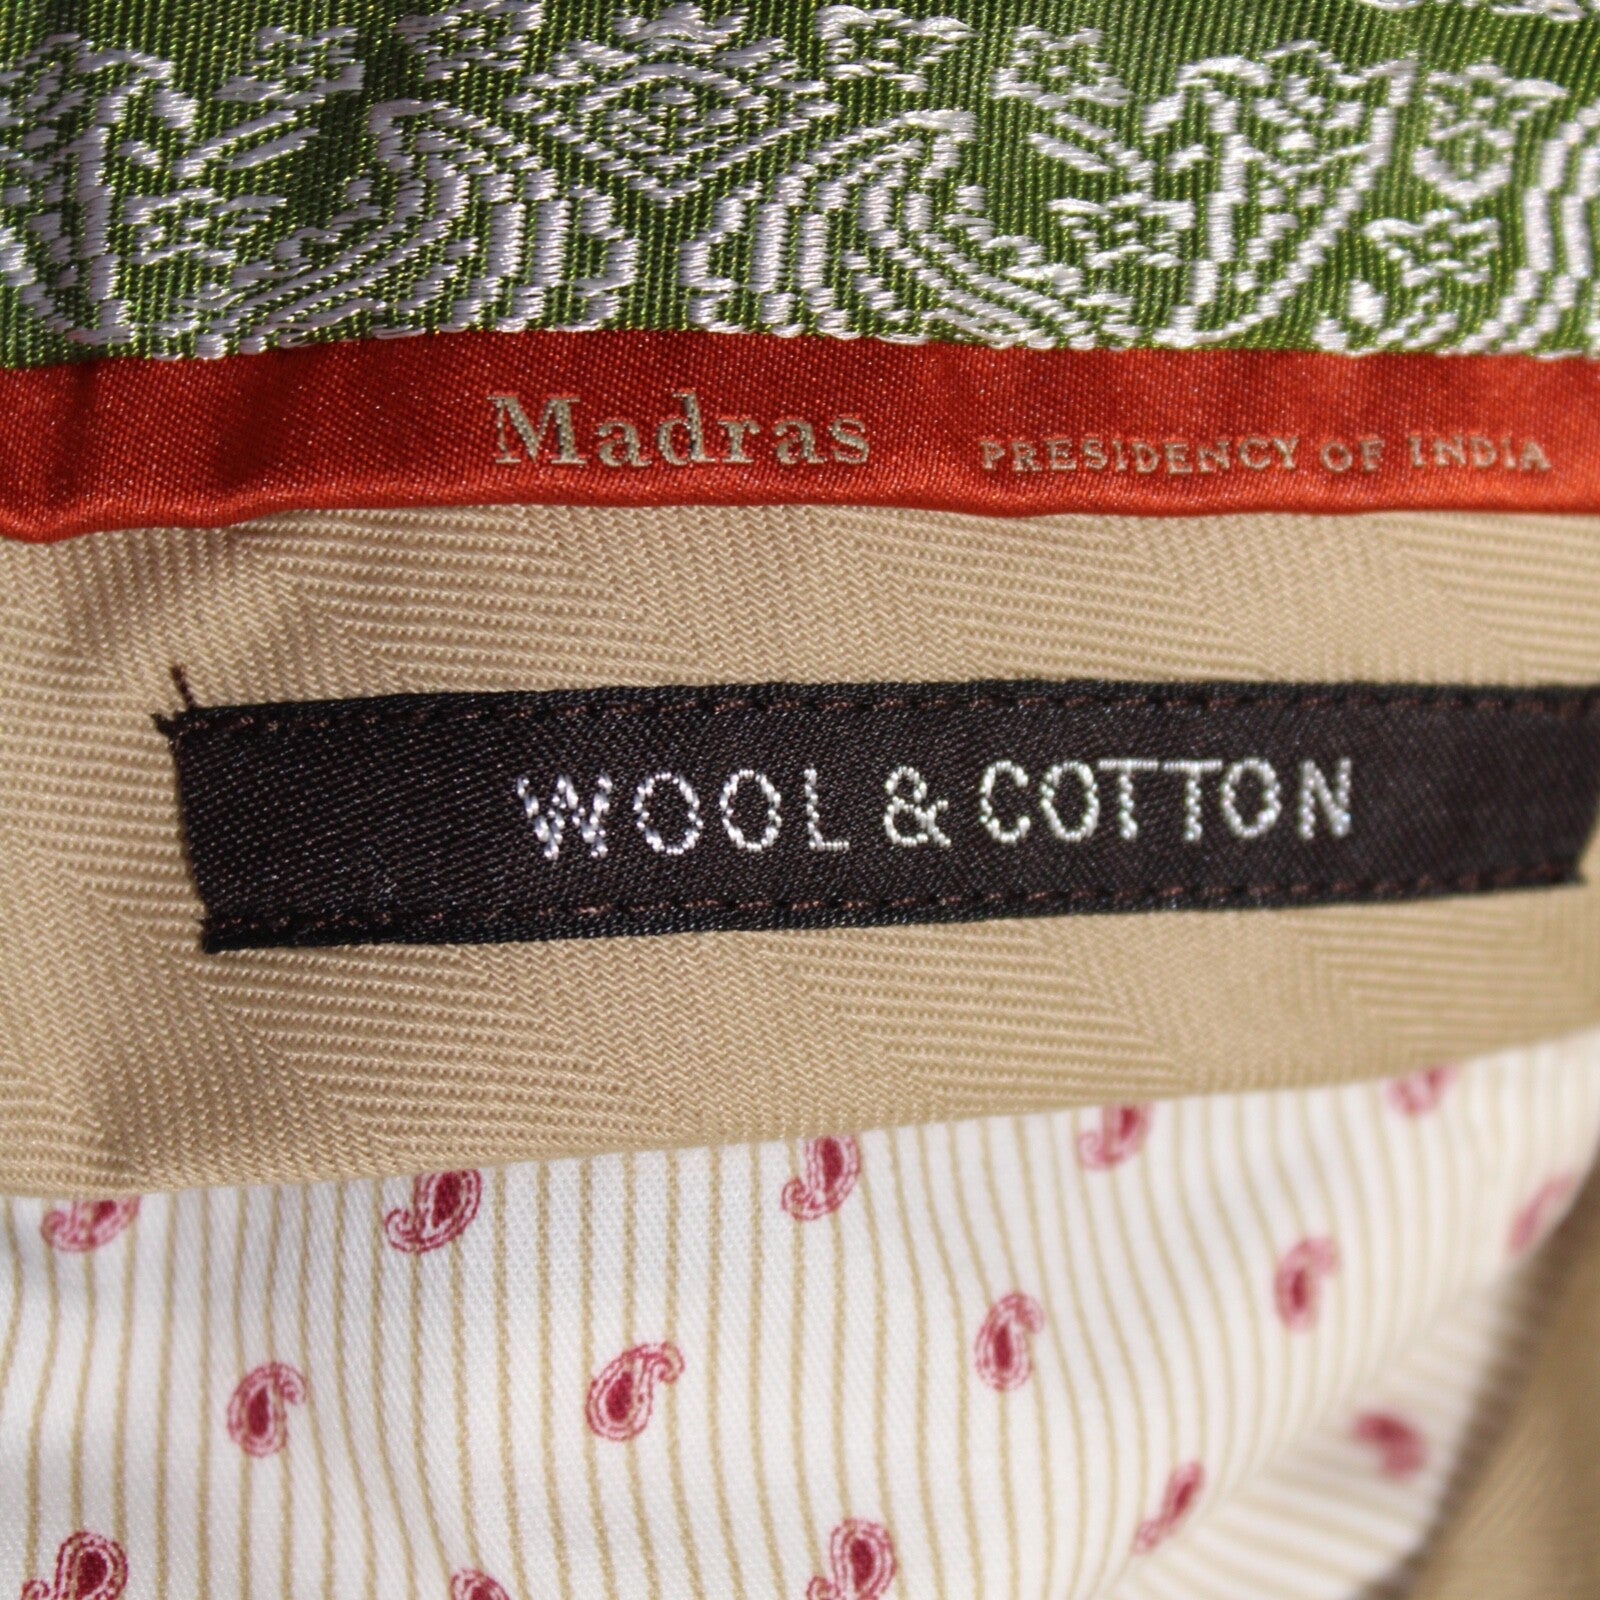 Madras PRESIDENCY OF INDIA
WOOL & COTTON